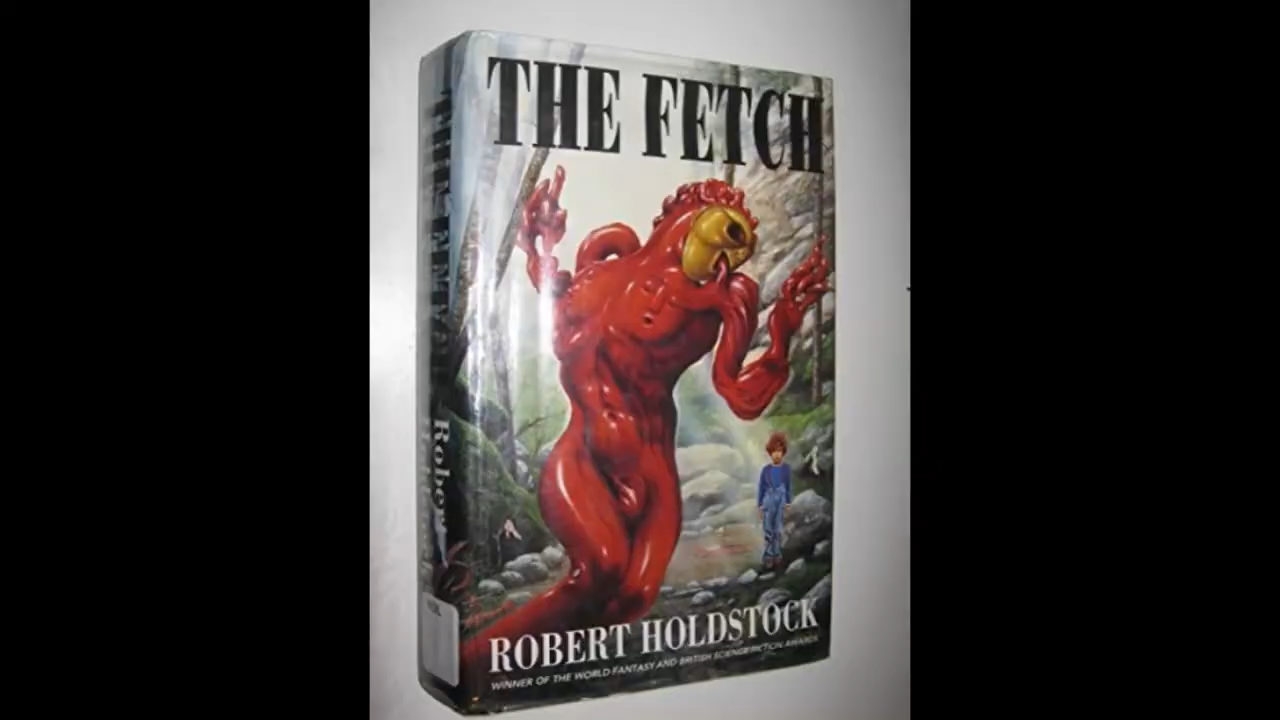 THE FETCH
ROBERT HOLDSTOCK
WINNER OF THE WORLD FANTASY AND BRITISH SCIENCE FICTION AWARDS